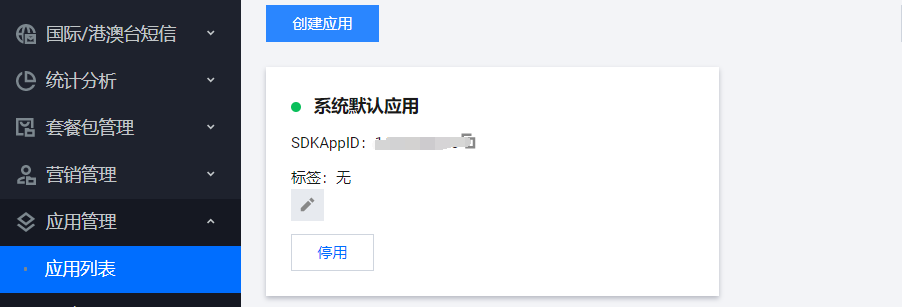 国际/港澳台短信
统计分析
套餐包管理
营销管理
应用管理
应用列表
创建应用
系统默认应用
SDKAppID：
标签：无
停用